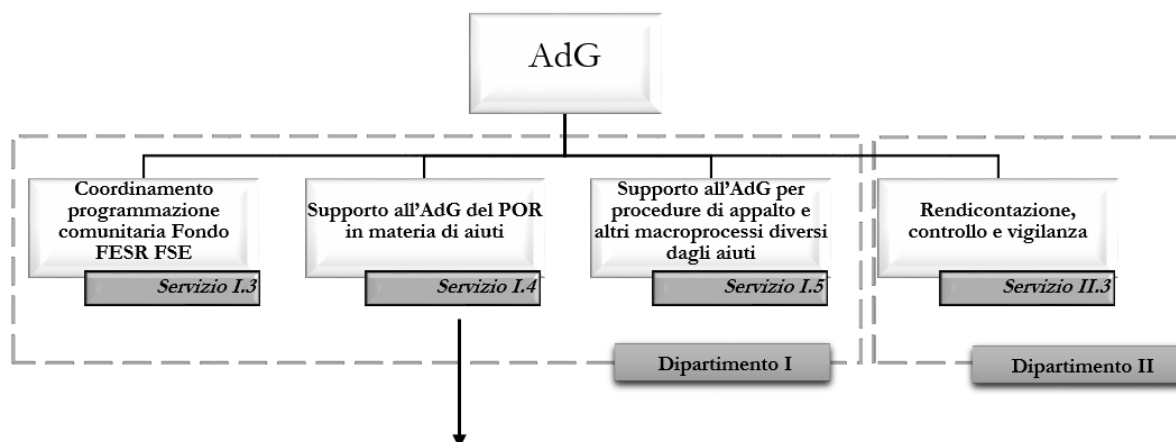 AdG
Coordinamento
programmazione
comunitaria Fondo
FESR FSE
Servizio I.3
Supporto all'AdG del POR
in materia di aiuti
Servizio I.4
Supporto all'AdG per
procedure di appalto e
altri macroprocessi diversi
dagli aiuti
Servizio I.5
Rendicontazione,
controllo e vigilanza
Servizio II.3
Dipartimento I
Dipartimento II